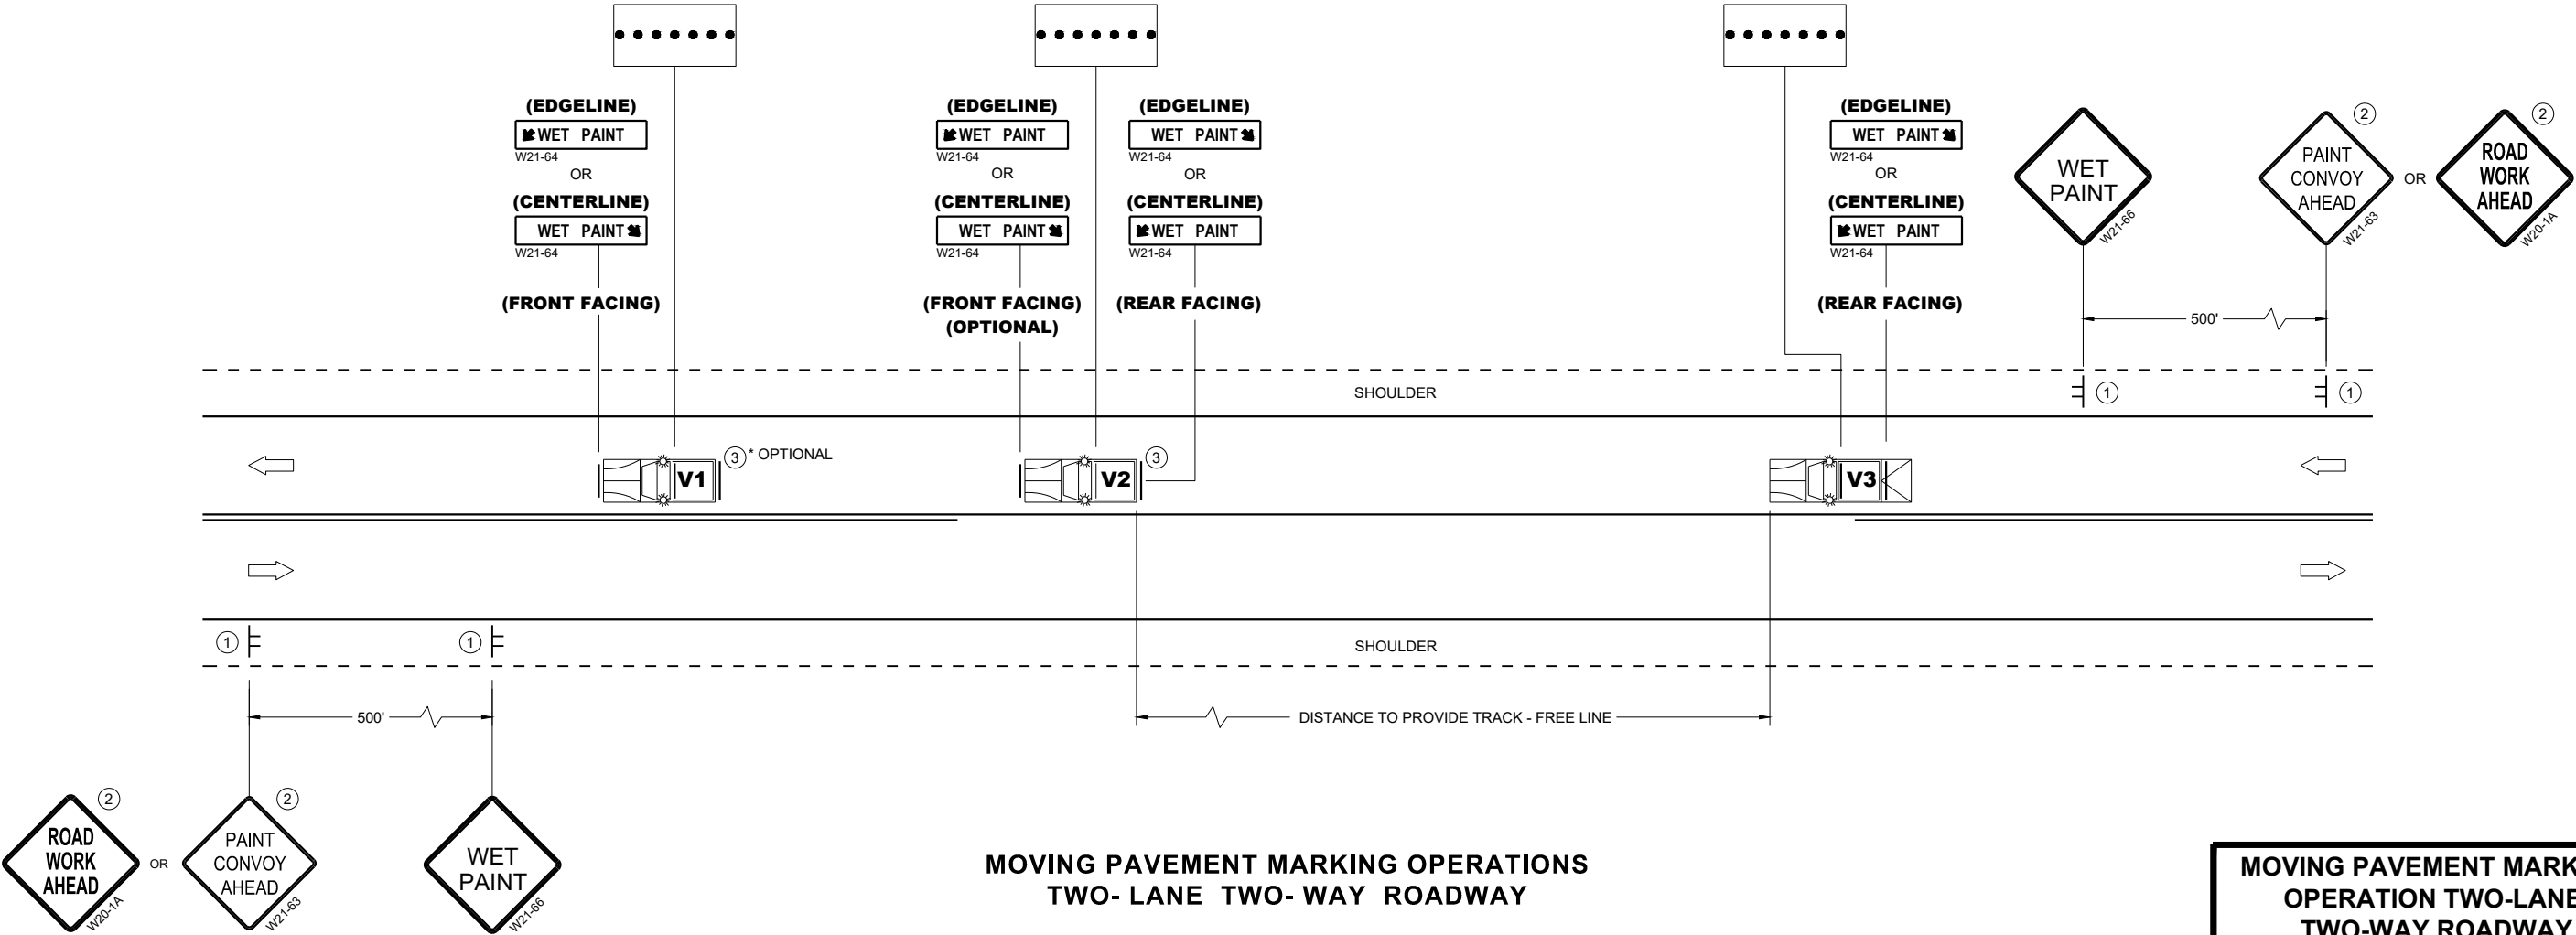 (EDGELINE)
WET PAINT
W21-64
OR
(CENTERLINE)
WET PAINT
W21-64
(FRONT FACING)
(EDGELINE)
WET PAINT
W21-64
OR
(CENTERLINE)
WET PAINT
W21-64
(FRONT FACING)
(OPTIONAL)
(EDGELINE)
WET PAINT
W21-64
OR
(CENTERLINE)
WET PAINT
W21-64
(REAR FACING)
(EDGELINE)
WET PAINT
W21-64
OR
(CENTERLINE)
WET PAINT
W21-64
(REAR FACING)
WET
PAINT
W21-66
2
PAINT
CONVOY
AHEAD
W21-63
OR
2
ROAD
WORK
AHEAD
W20-1A
500'
SHOULDER
1
1
V1
3 * OPTIONAL
V2
3
V3
1
1
SHOULDER
500'
DISTANCE TO PROVIDE TRACK - FREE LINE
2
ROAD
WORK
AHEAD
W20-1A
OR
2
PAINT
CONVOY
AHEAD
W21-63
WET
PAINT
W21-66
MOVING PAVEMENT MARKING OPERATIONS
TWO- LANE TWO- WAY ROADWAY
MOVING PAVEMENT MARK
OPERATION TWO-LANE
TWO-WAY ROADWAY